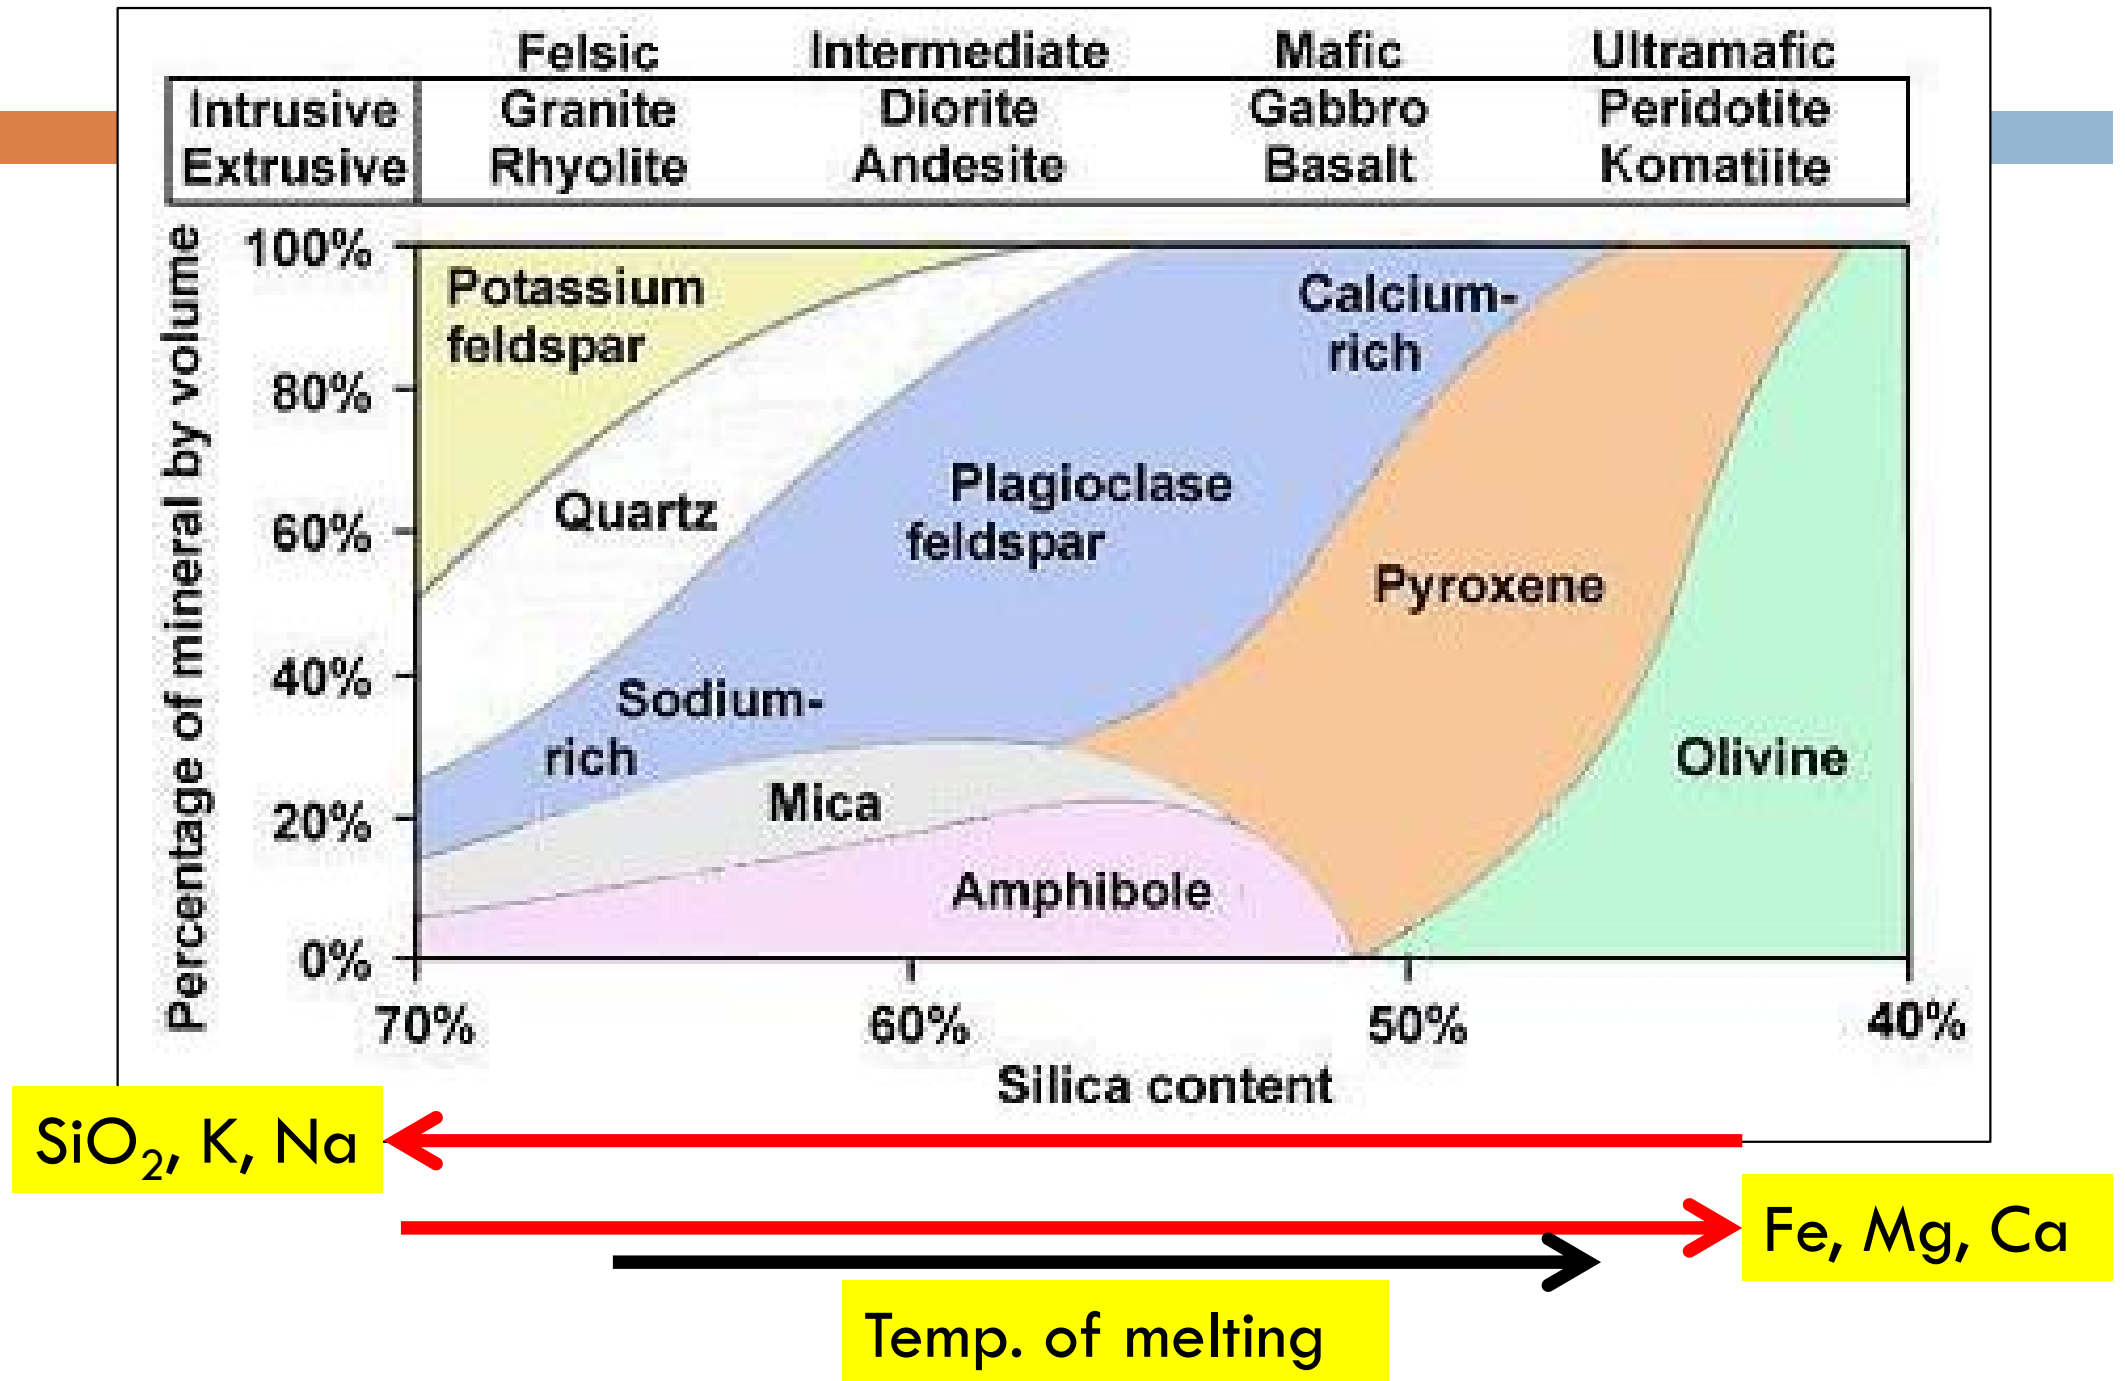 Felsic Intermediate Mafic Ultramafic
Intrusive Granite Diorite Gabbro Peridotite
Extrusive Rhyolite Andesite Basalt Komatiite
Percentage of mineral by volume
100%
80%
60%
40%
20%
0%
Potassium
feldspar
Quartz
Calcium-
rich
Plagioclase
feldspar
Sodium-
rich
Pyroxene
Mica
Olivine
Amphibole
70% 60% 50% 40%
Silica content
SiO₂, K, Na
Fe, Mg, Ca
Temp. of melting